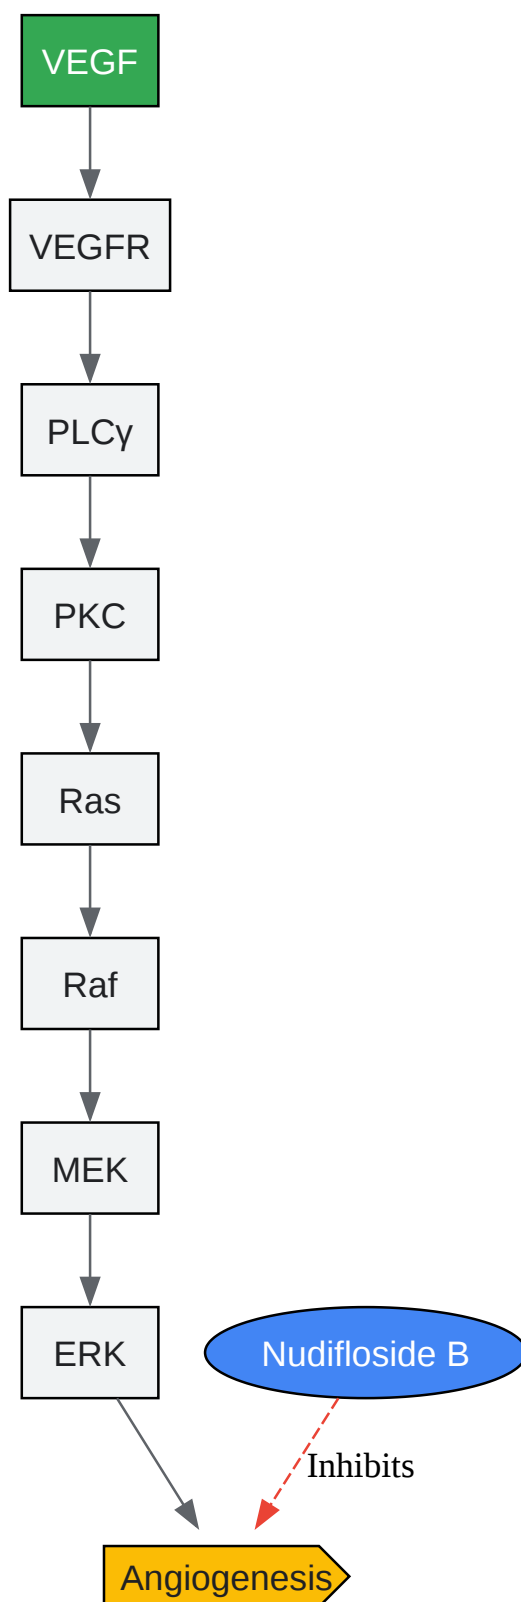 VEGF
VEGFR
PLCγ
PKC
Ras
Raf
MEK
ERK
Nudifloside B
Inhibits
Angiogenesis